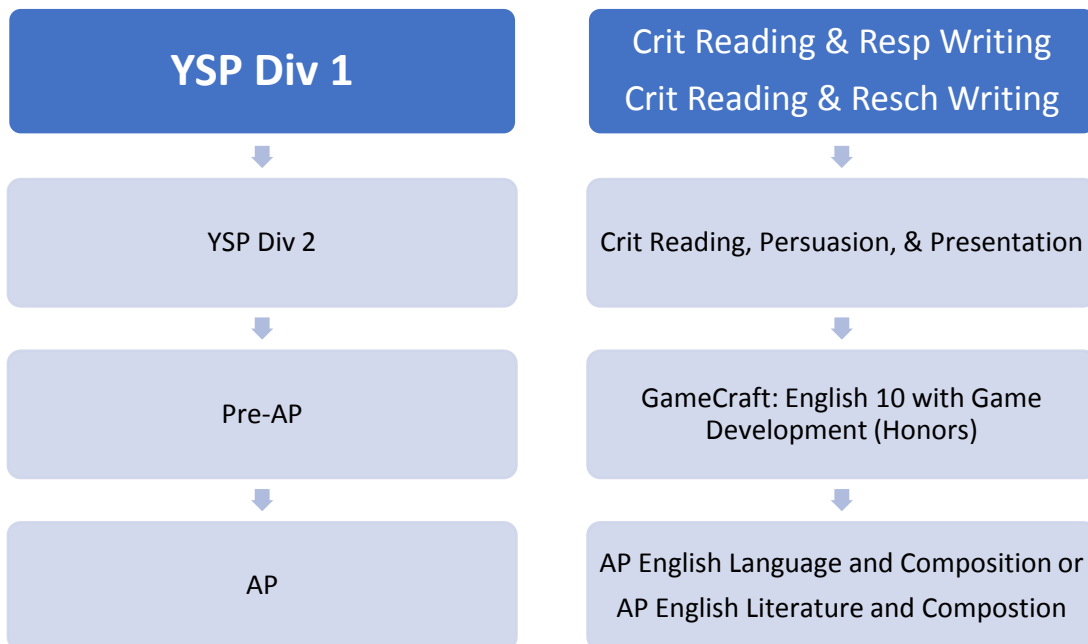 YSP Div 1
YSP Div 2
Pre-AP
AP
Crit Reading & Resp Writing
Crit Reading & Resch Writing
Crit Reading, Persuasion, & Presentation
GameCraft: English 10 with Game
Development (Honors)
AP English Language and Composition or
AP English Literature and Compostion